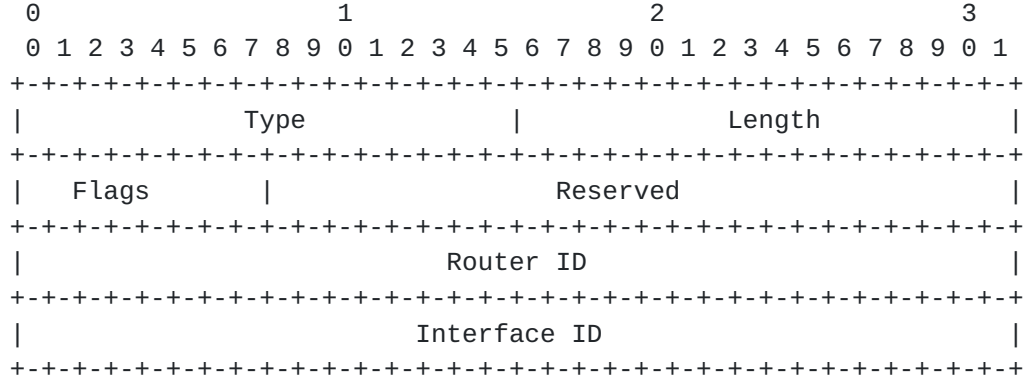 0                   1                   2                   3
 0 1 2 3 4 5 6 7 8 9 0 1 2 3 4 5 6 7 8 9 0 1 2 3 4 5 6 7 8 9 0 1
+-+-+-+-+-+-+-+-+-+-+-+-+-+-+-+-+-+-+-+-+-+-+-+-+-+-+-+-+-+-+-+-+
|              Type             |             Length            |
+-+-+-+-+-+-+-+-+-+-+-+-+-+-+-+-+-+-+-+-+-+-+-+-+-+-+-+-+-+-+-+-+
|   Flags       |                  Reserved                     |
+-+-+-+-+-+-+-+-+-+-+-+-+-+-+-+-+-+-+-+-+-+-+-+-+-+-+-+-+-+-+-+-+
|                           Router ID                           |
+-+-+-+-+-+-+-+-+-+-+-+-+-+-+-+-+-+-+-+-+-+-+-+-+-+-+-+-+-+-+-+-+
|                         Interface ID                          |
+-+-+-+-+-+-+-+-+-+-+-+-+-+-+-+-+-+-+-+-+-+-+-+-+-+-+-+-+-+-+-+-+